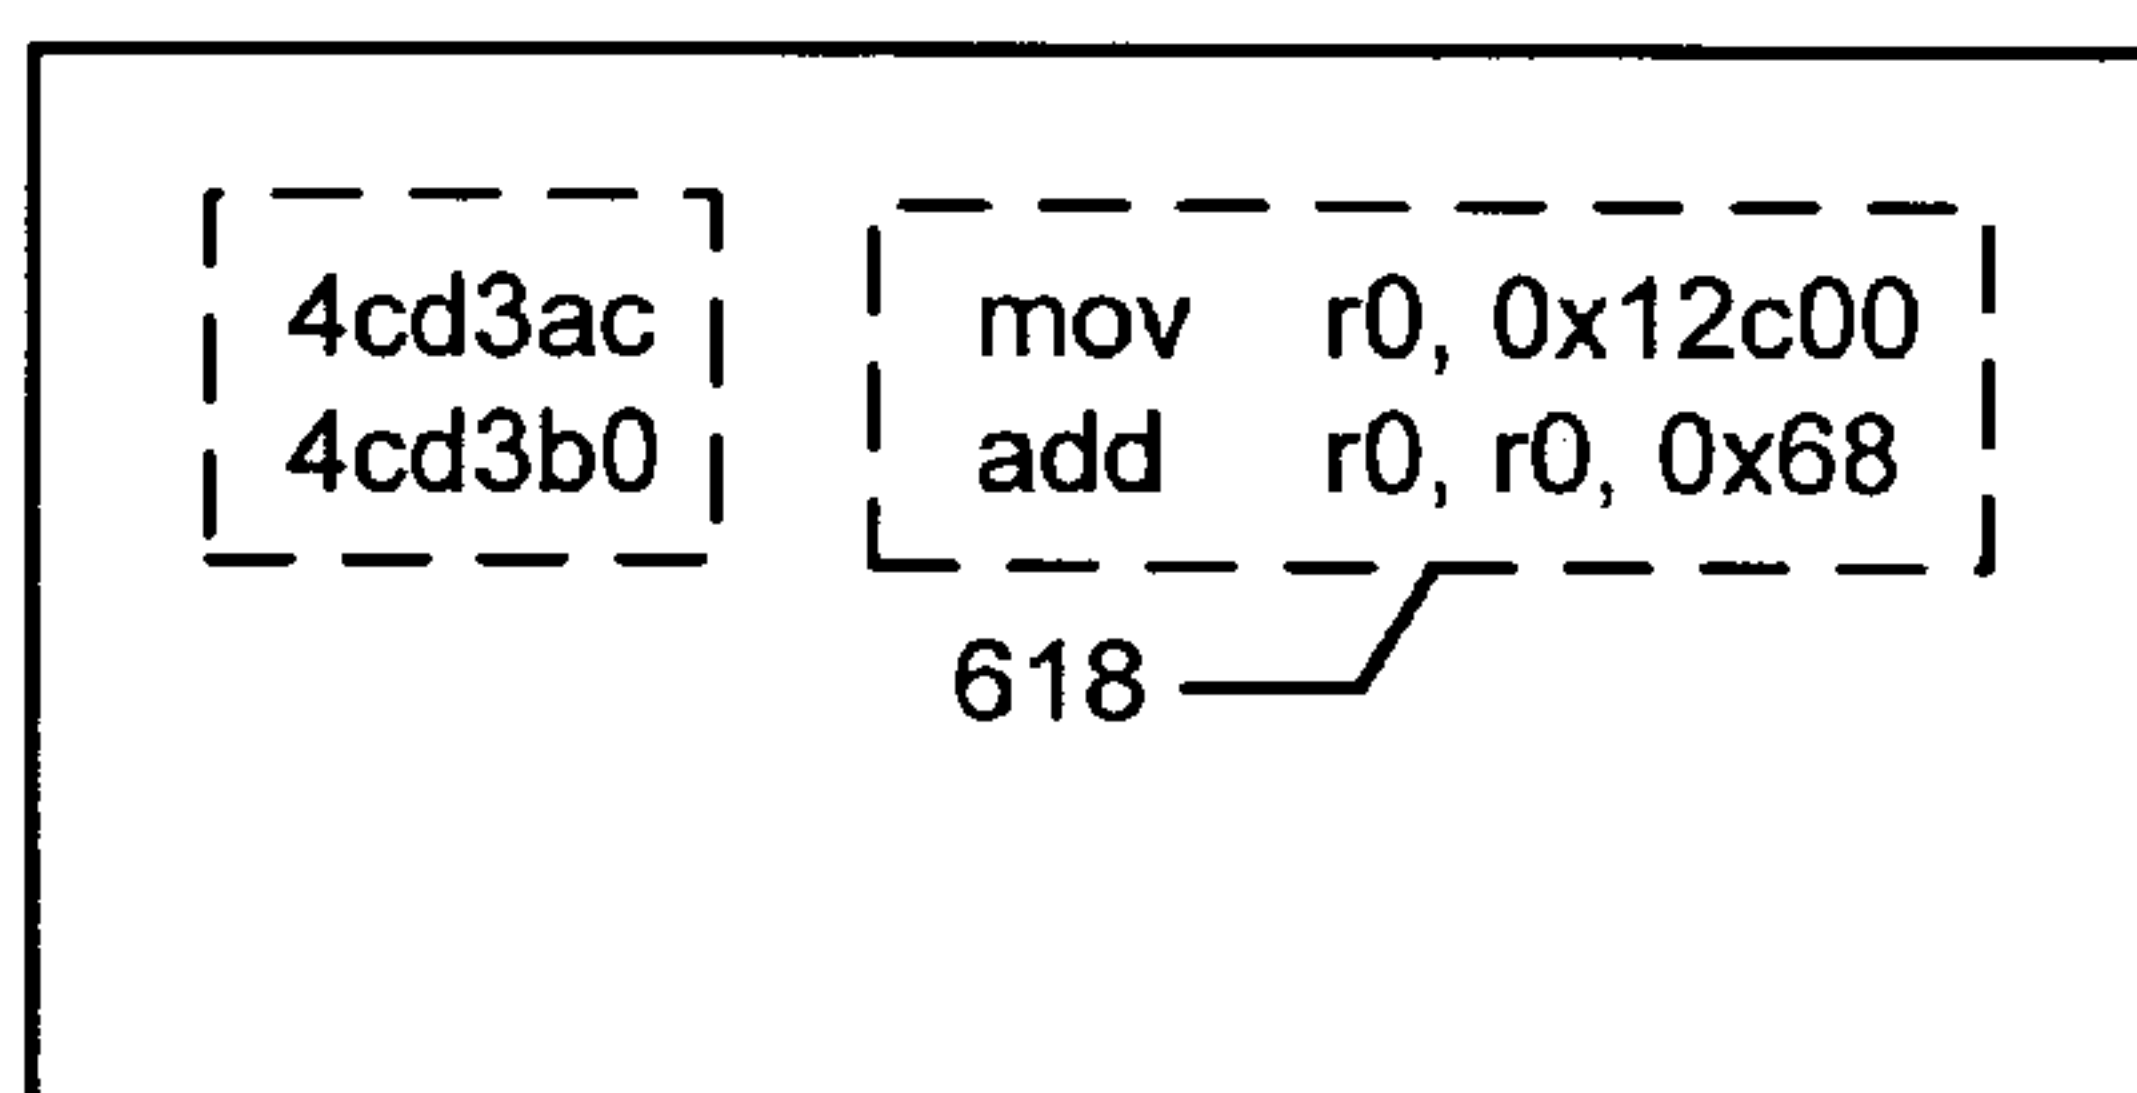 4cd3ac mov r0, 0x12c00
4cd3b0 add r0, r0, 0x68
618